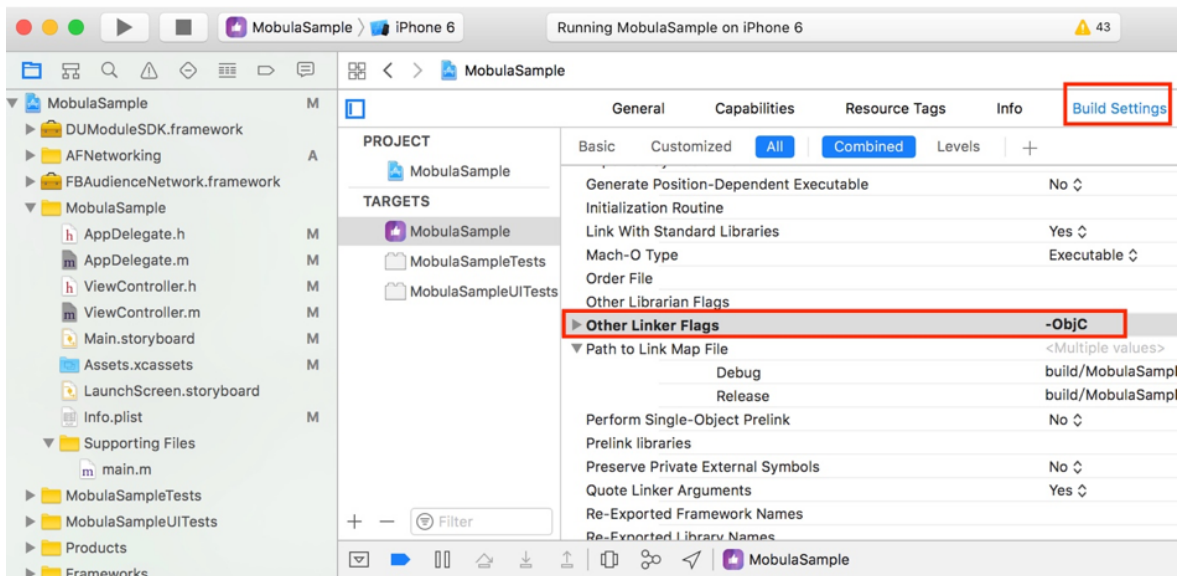 MobulaSample iPhone 6 Running MobulaSample on iPhone 6 43
MobulaSample
General Capabilities Resource Tags Info Build Settings
Basic Customized All Combined Levels
MobulaSample M
DUModuleSDK.framework
AFNetworking A
FBAudienceNetwork.framework
MobulaSample
h AppDelegate.h M
m AppDelegate.m M
h ViewController.h M
m ViewController.m M
Main.storyboard M
Assets.xcassets M
LaunchScreen.storyboard
Info.plist M
Supporting Files
m main.m
MobulaSampleTests
MobulaSampleUITests
Products
Frameworks
PROJECT
MobulaSample
TARGETS
MobulaSample
MobulaSampleTests
MobulaSampleUITests
Filter
Generate Position-Dependent Executable No
Initialization Routine
Link With Standard Libraries Yes
Mach-O Type Executable
Order File
Other Librarian Flags
Other Linker Flags -ObjC
Path to Link Map File <Multiple values>
Debug build/MobulaSampl
Release build/MobulaSampl
Perform Single-Object Prelink No
Prelink libraries
Preserve Private External Symbols No
Quote Linker Arguments Yes
Re-Exported Framework Names
Re-Exported Library Names
MobulaSample